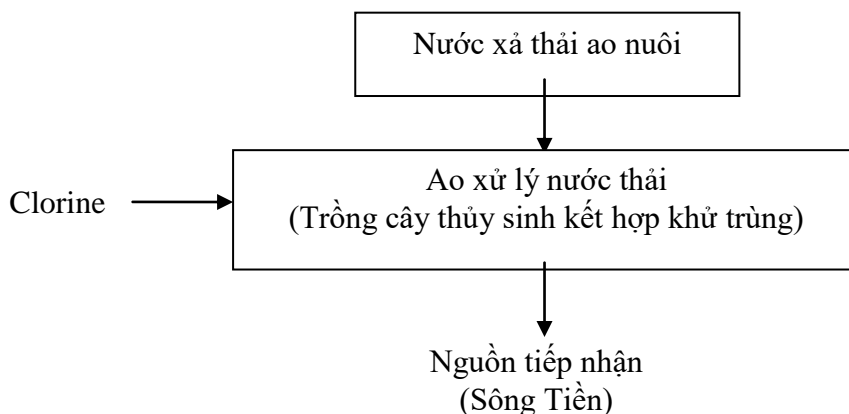 Nước xả thải ao nuôi
Clorine
Ao xử lý nước thải
(Trồng cây thủy sinh kết hợp khử trùng)
Nguồn tiếp nhận
(Sông Tiền)